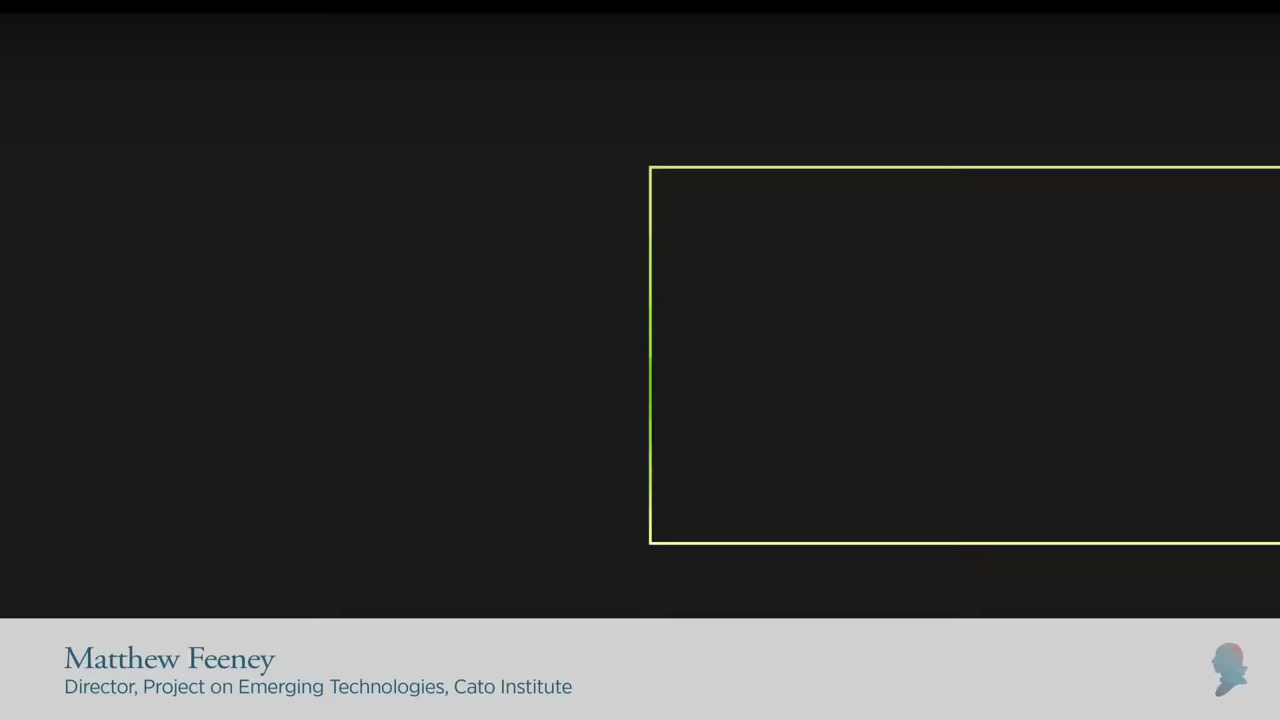 Matthew Feeney
Director, Project on Emerging Technologies, Cato Institute